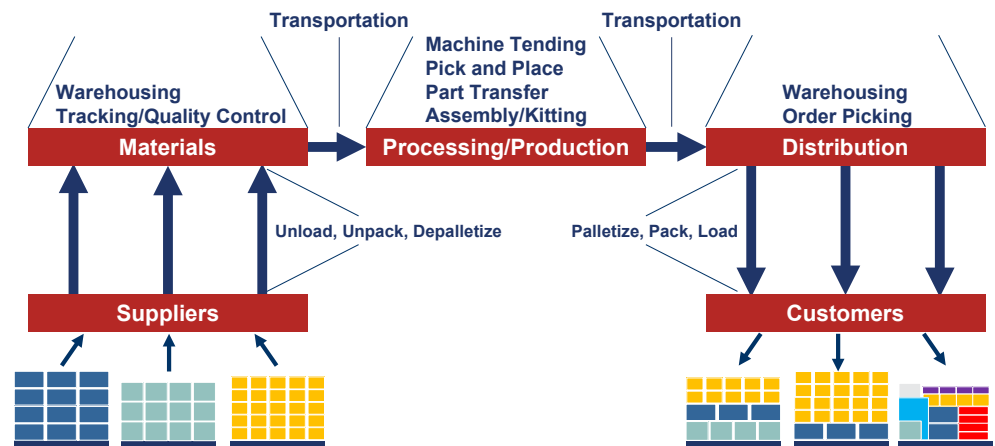 Transportation
Transportation
Machine Tending
Pick and Place
Part Transfer
Assembly/Kitting
Warehousing
Tracking/Quality Control
Warehousing
Order Picking
Materials
Processing/Production
Distribution
Unload, Unpack, Depalletize
Palletize, Pack, Load
Suppliers
Customers